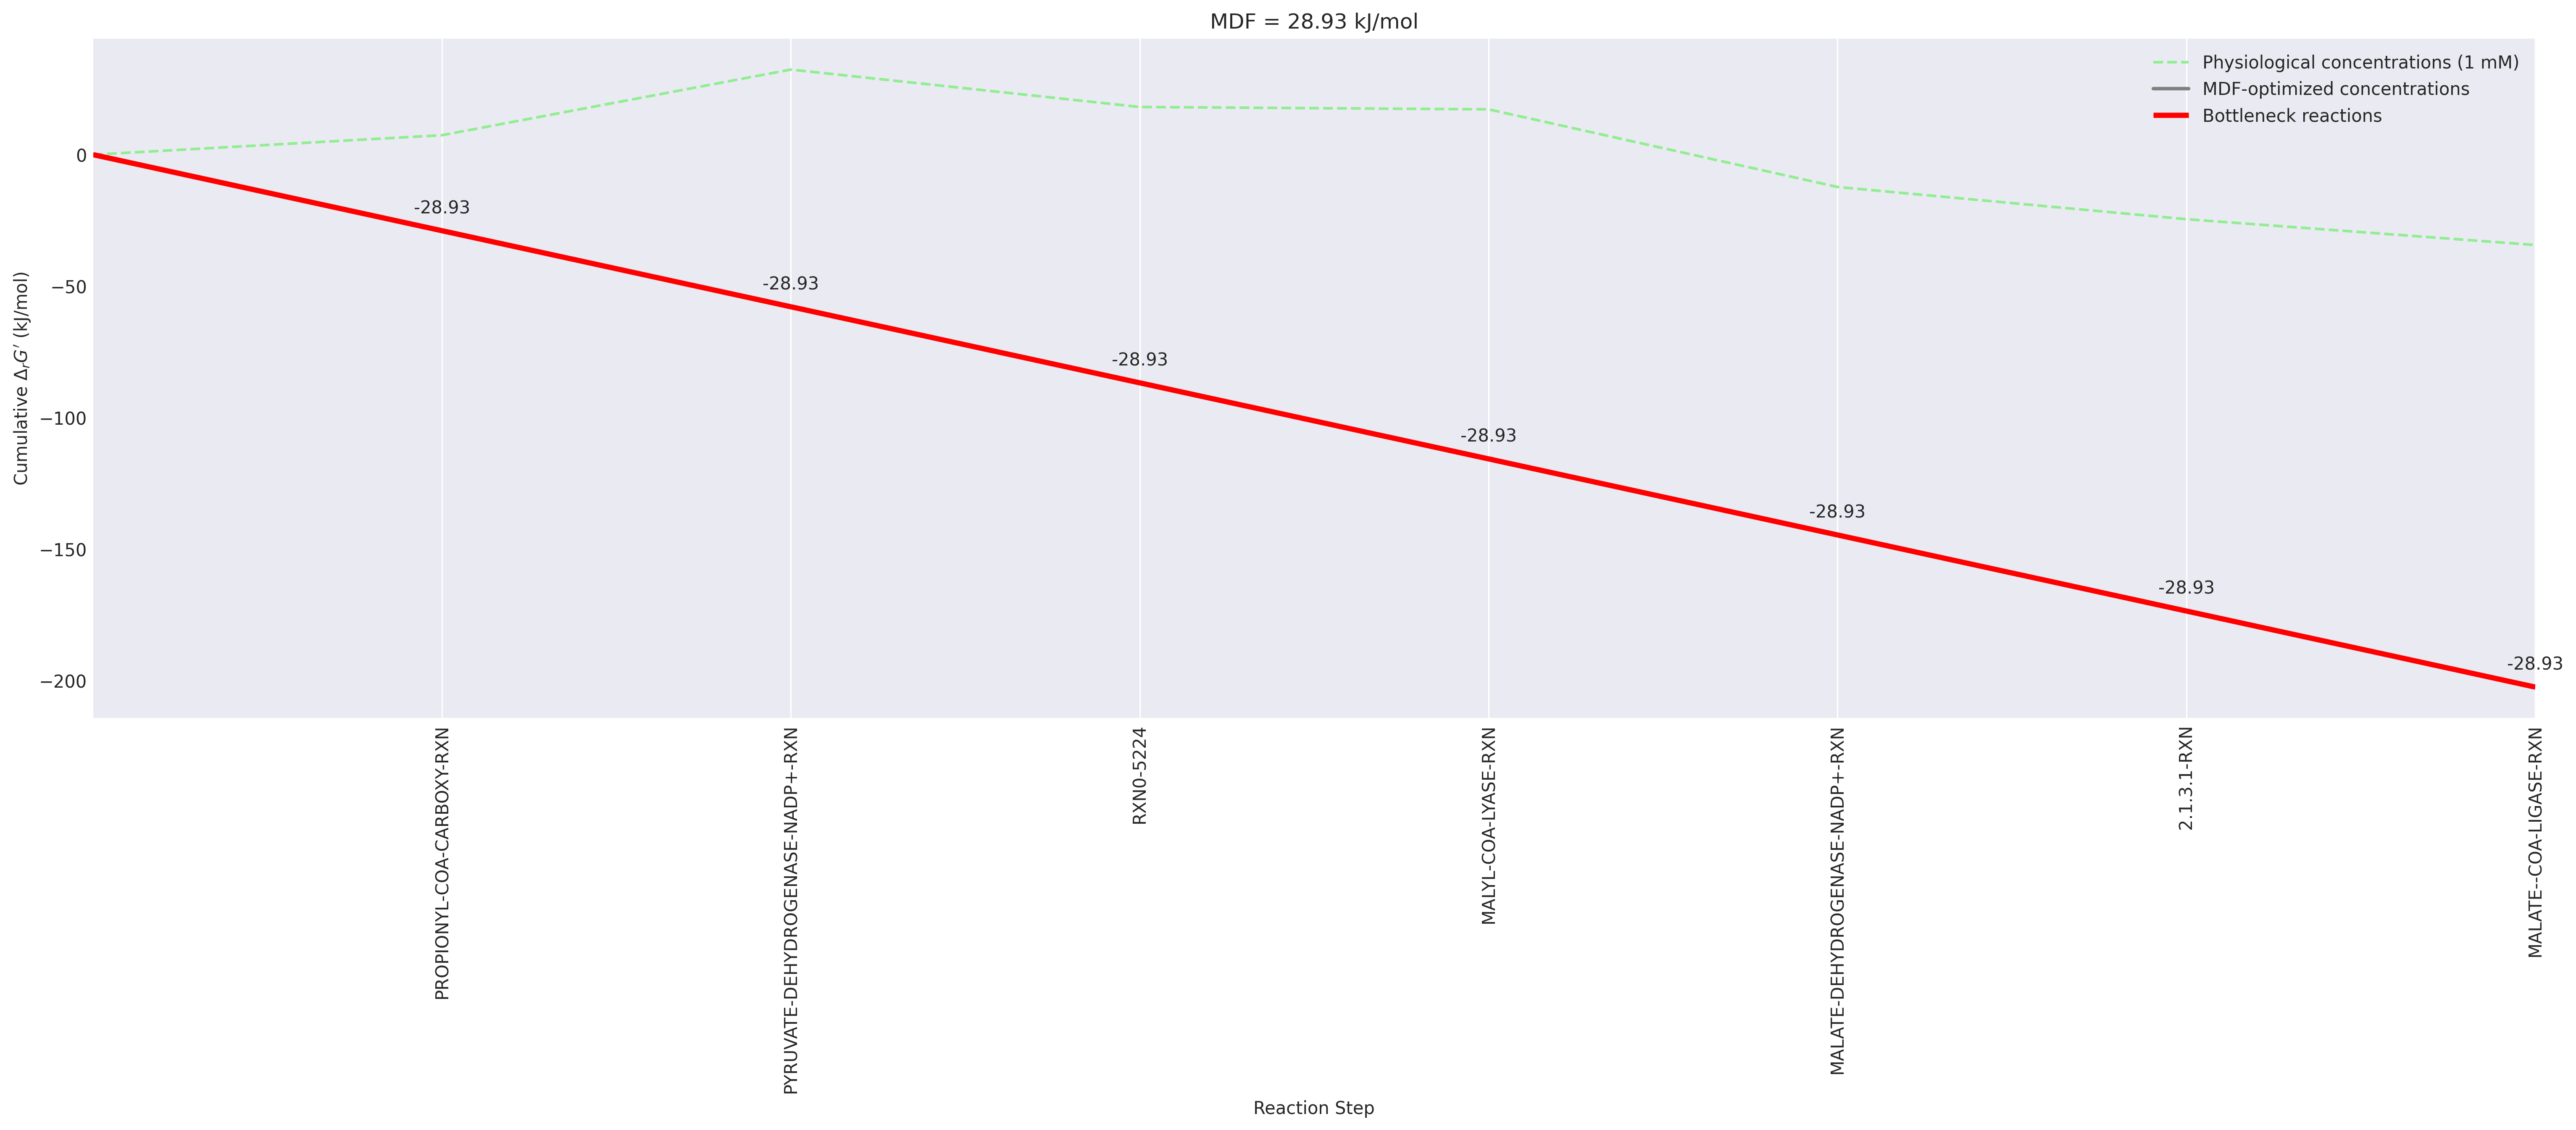 MDF = 28.93 kJ/mol
Physiological concentrations (1 mM)
MDF-optimized concentrations
Bottleneck reactions
Cumulative ΔrG′ (kJ/mol)
0
−50
−100
−150
−200
-28.93
-28.93
-28.93
-28.93
-28.93
-28.93
-28.93
PROPIONYL-COA-CARBOXY-RXN
PYRUVATE-DEHYDROGENASE-NADP+-RXN
RXN0-5224
MALYL-COA-LYASE-RXN
MALATE-DEHYDROGENASE-NADP+-RXN
2.1.3.1-RXN
MALATE--COA-LIGASE-RXN
Reaction Step